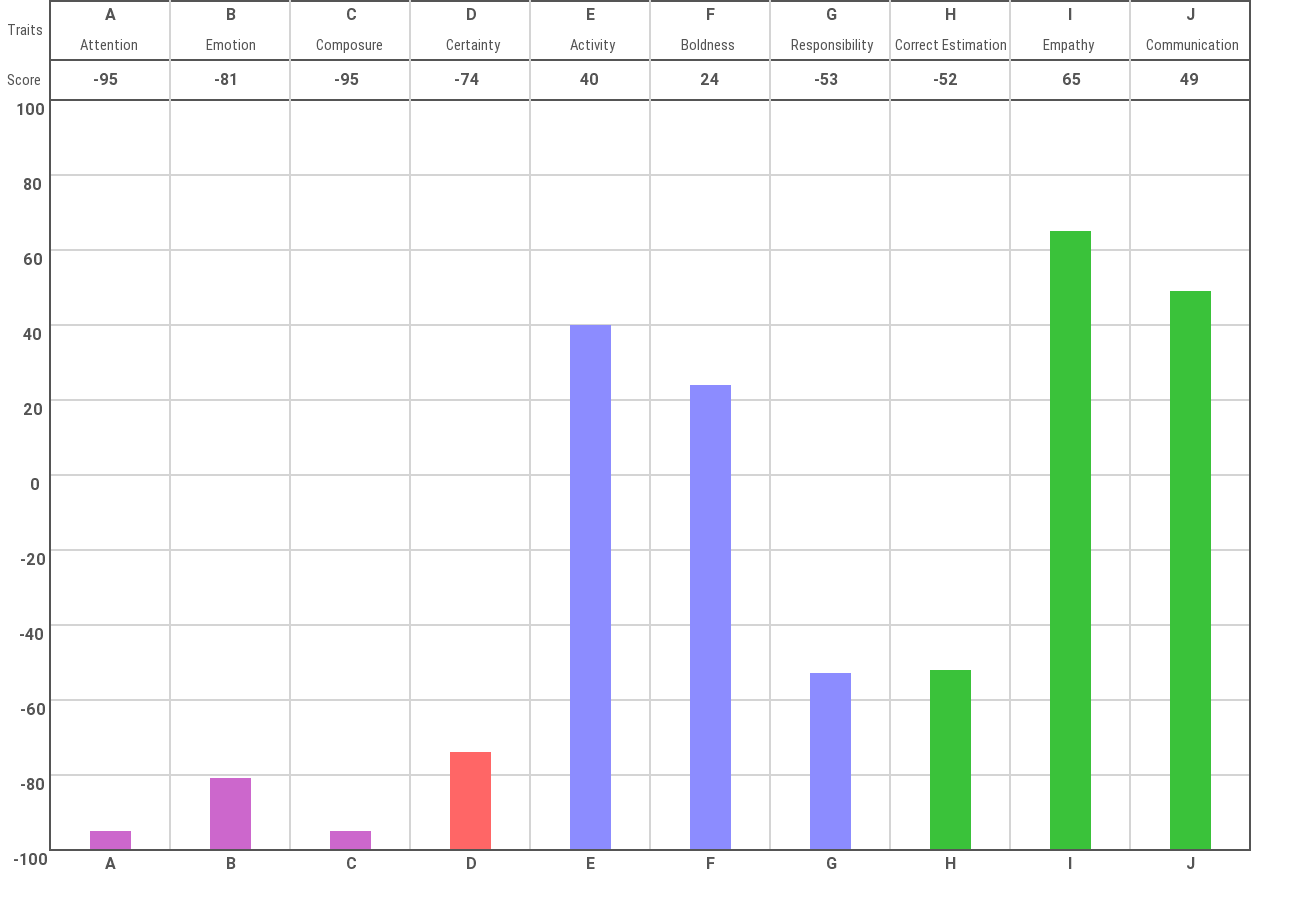 Traits A B C D E F G H I J
Attention Emotion Composure Certainty Activity Boldness Responsibility Correct Estimation Empathy Communication
Score -95 -81 -95 -74 40 24 -53 -52 65 49
100
80
60
40
20
0
-20
-40
-60
-80
-100
A B C D E F G H I J